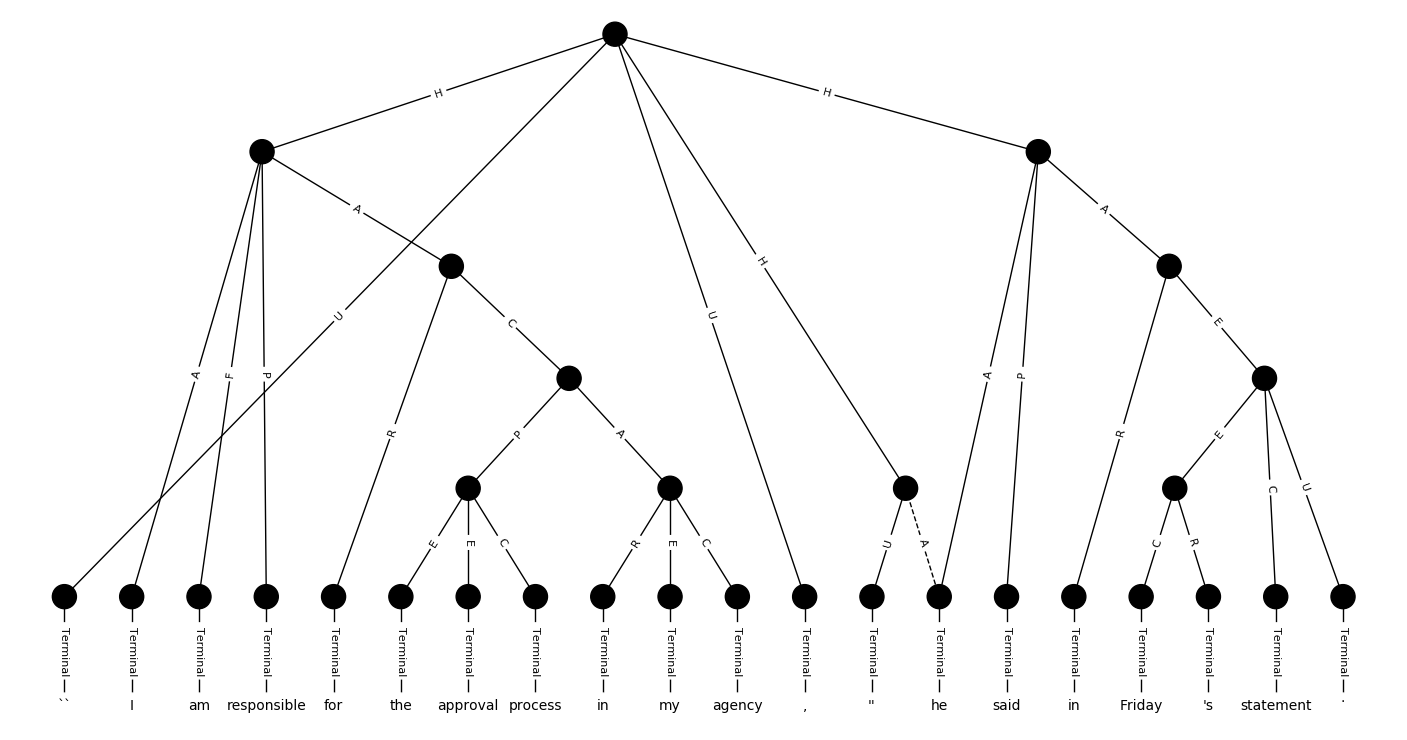 H H
A A
H
U U
C E
A F P A P
R P A R E
E C U
E E C R E C U A C R
Terminal Terminal Terminal Terminal Terminal Terminal Terminal Terminal Terminal Terminal Terminal Terminal Terminal Terminal Terminal Terminal Terminal Terminal Terminal Terminal
`` I am responsible for the approval process in my agency , " he said in Friday 's statement .